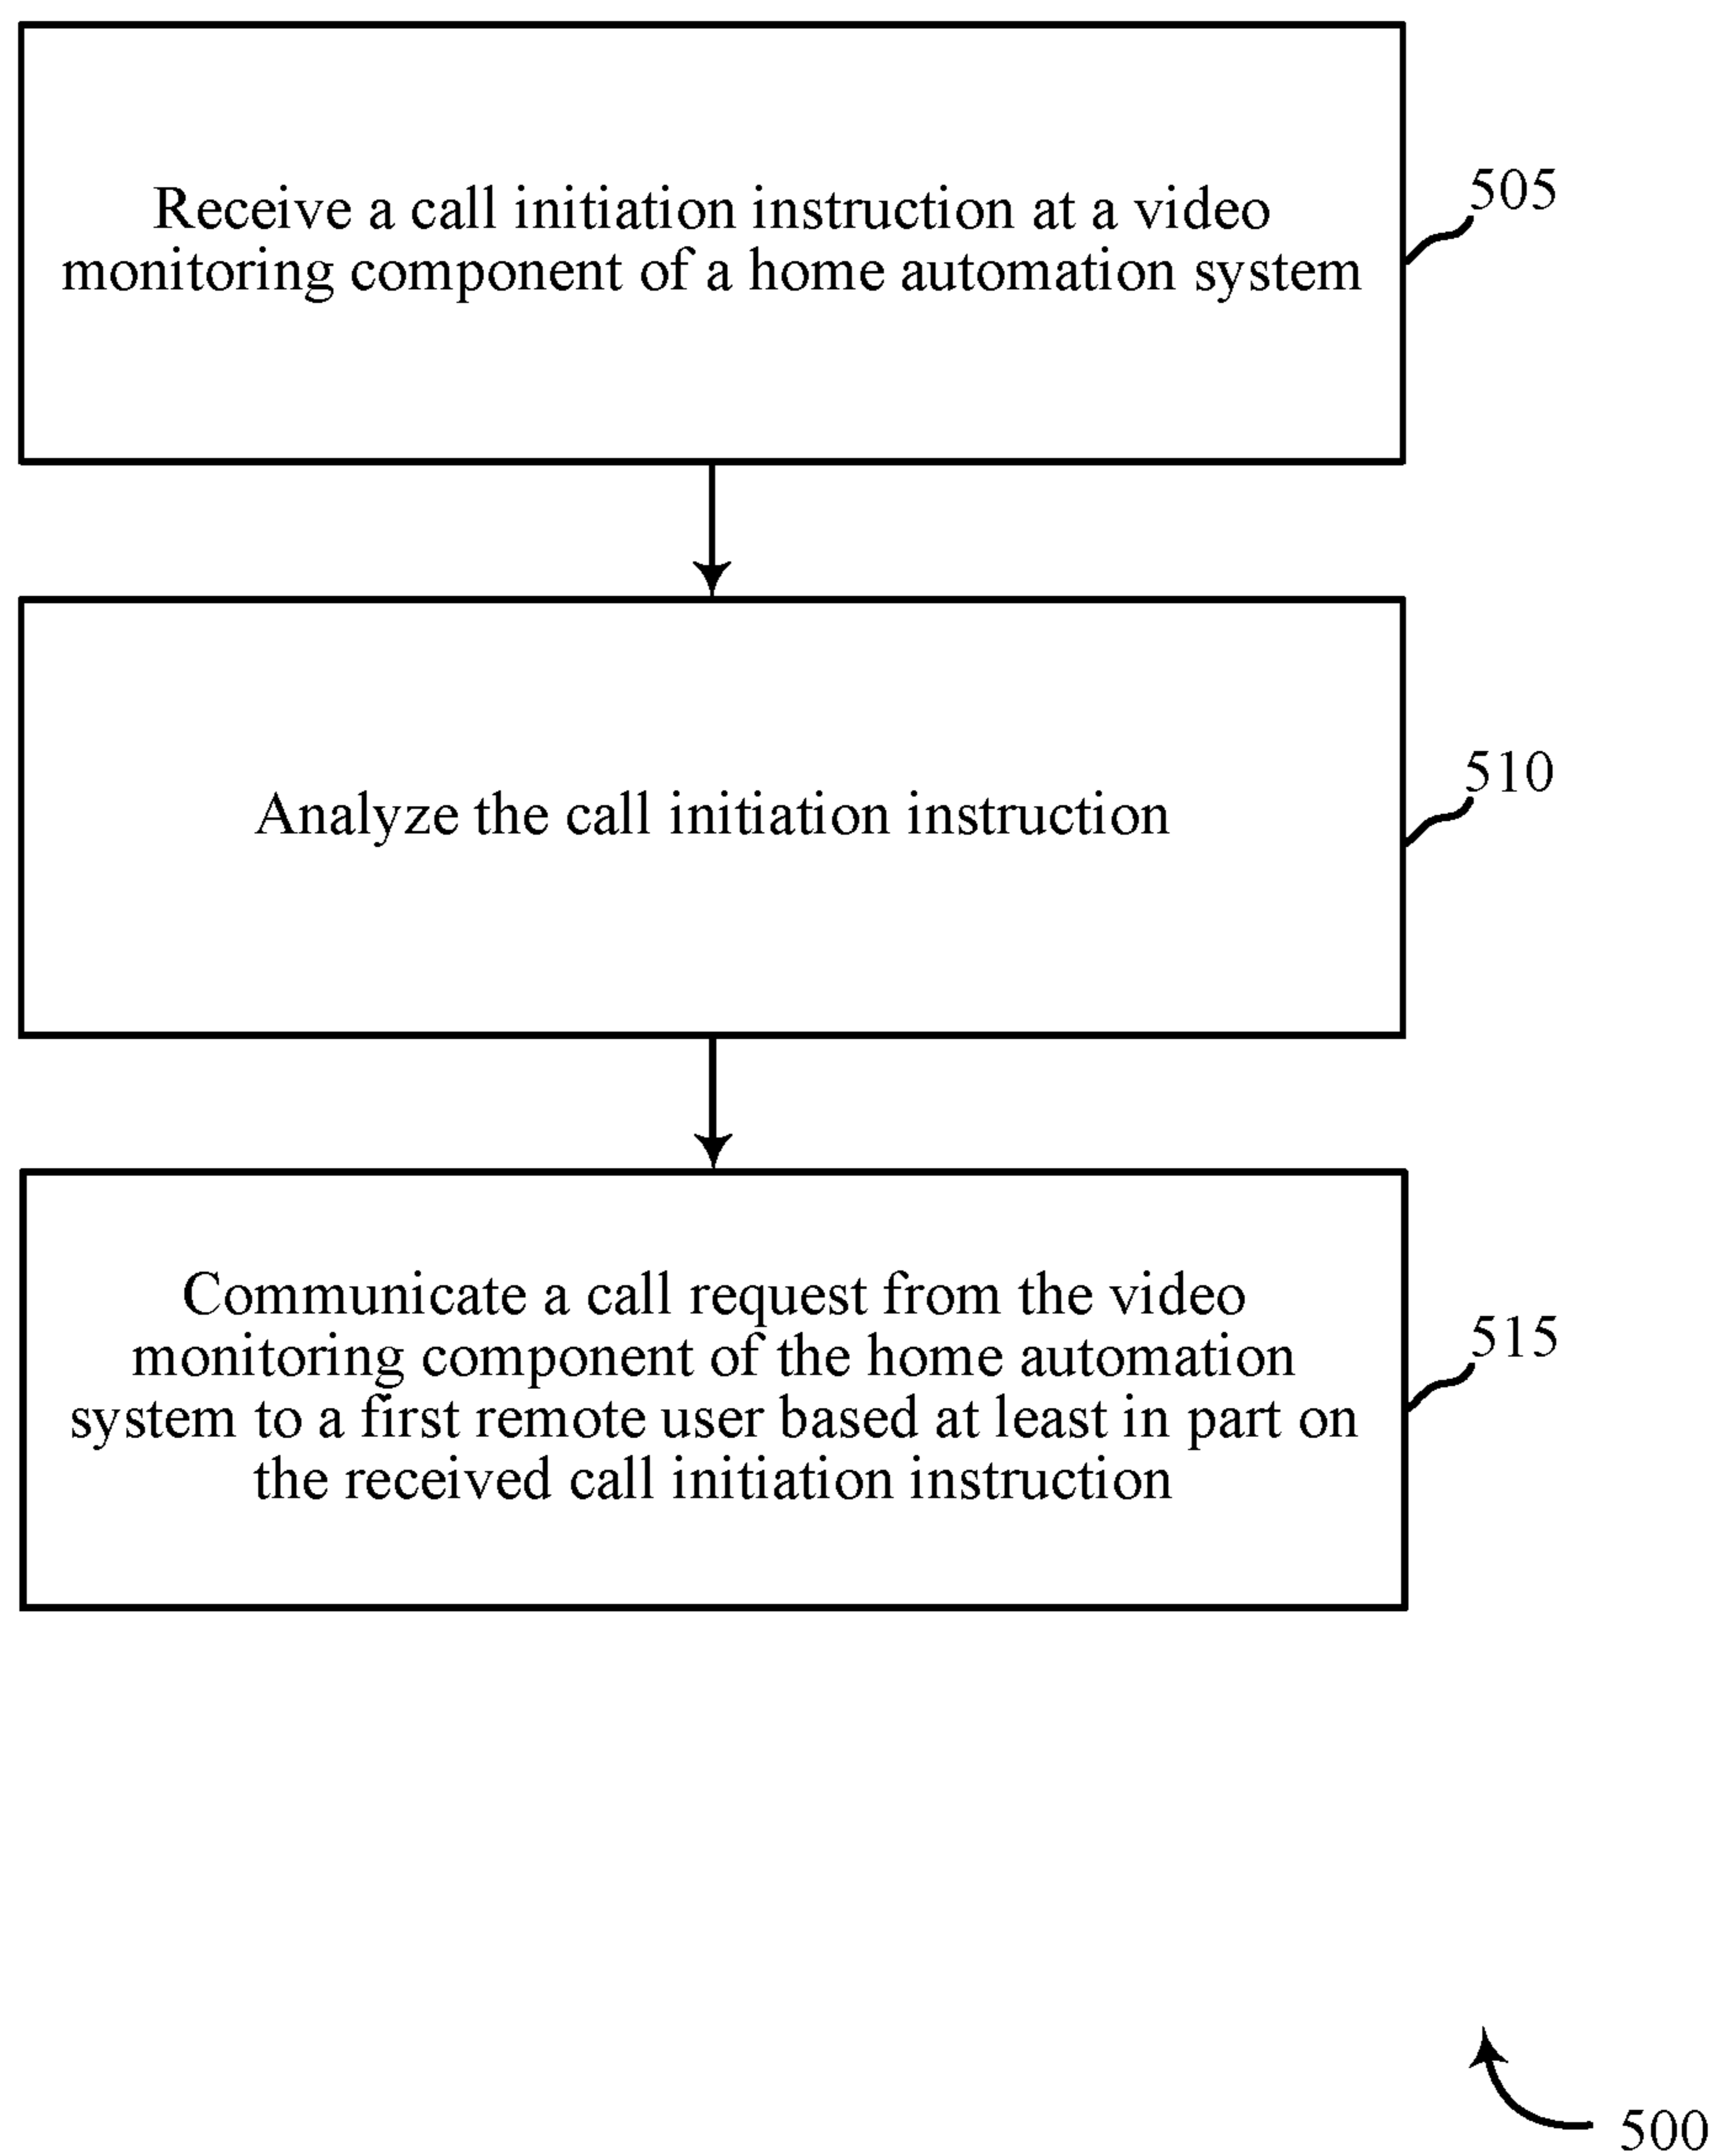 Receive a call initiation instruction at a video
monitoring component of a home automation system
505
Analyze the call initiation instruction
510
Communicate a call request from the video
monitoring component of the home automation
system to a first remote user based at least in part on
the received call initiation instruction
515
500